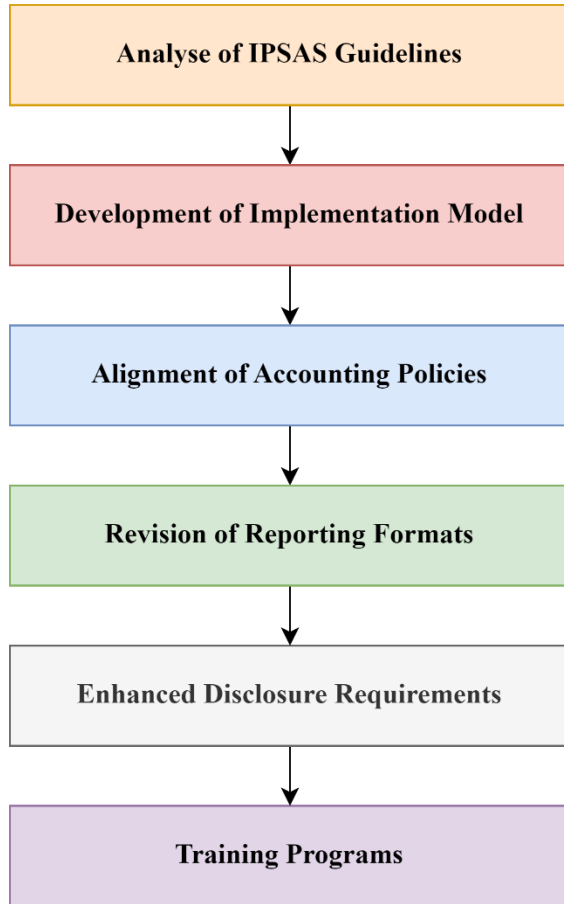 Analyse of IPSAS Guidelines
Development of Implementation Model
Alignment of Accounting Policies
Revision of Reporting Formats
Enhanced Disclosure Requirements
Training Programs